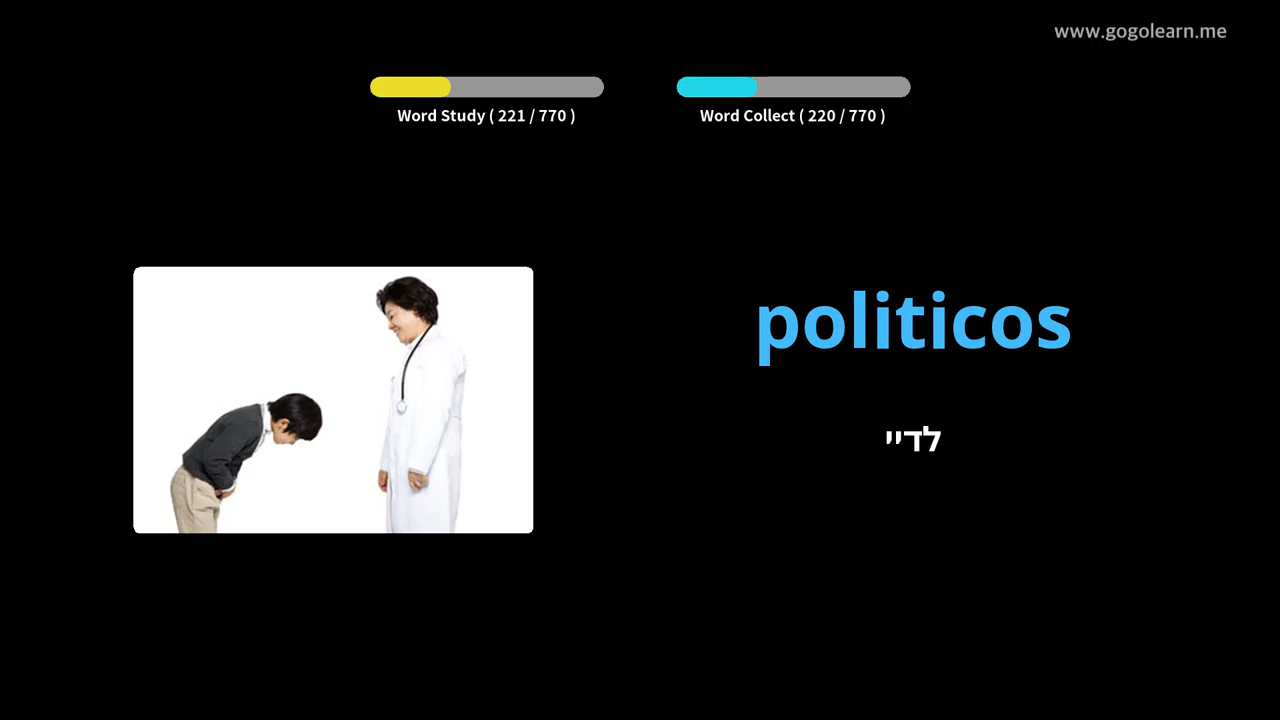 www.gogolearn.me
Word Study ( 221 / 770 )
Word Collect ( 220 / 770 )
politicos
לדיי